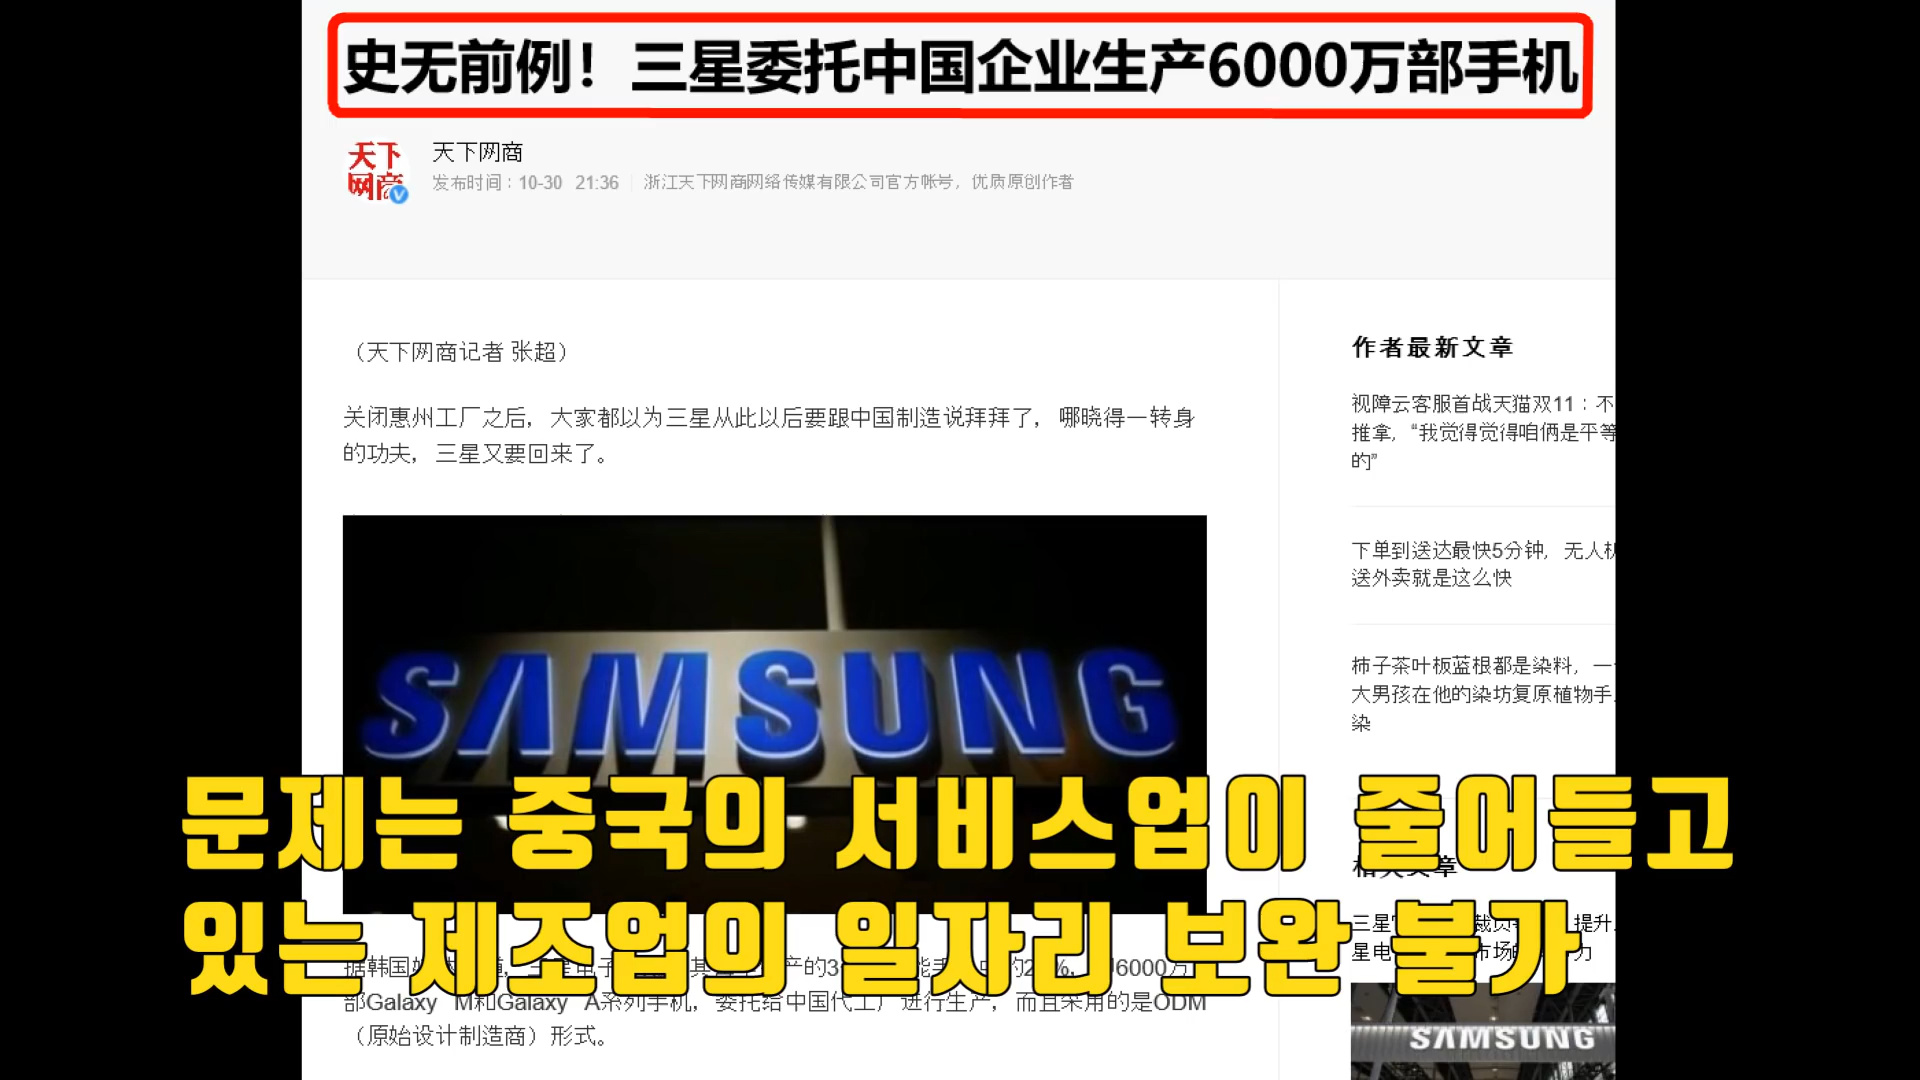 史无前例！三星委托中国企业生产6000万部手机
天下网商
天下网商
发布时间：10-30 21:36 浙江天下网商网络传媒有限公司官方帐号，优质原创作者
（天下网商记者 张超）
关闭惠州工厂之后，大家都以为三星从此以后要跟中国制造说拜拜了，哪晓得一转身
的功夫，三星又要回来了。
SAMSUNG
文제는 중국의 서비스업이 줄어들고
있는 제조업의 일자리 보완 불가
部Galaxy M和Galaxy A系列手机，委托给中国代工厂进行生产，而且采用的是ODM
（原始设计制造商）形式。
作者最新文章
视障云客服首战天猫双11：不
推拿，“我觉得觉得咱俩是平等
的”
下单到送达最快5分钟，无人机
送外卖就是这么快
柿子茶叶板蓝根都是染料，一
大男孩在他的染坊复原植物手
染
SAMSUNG